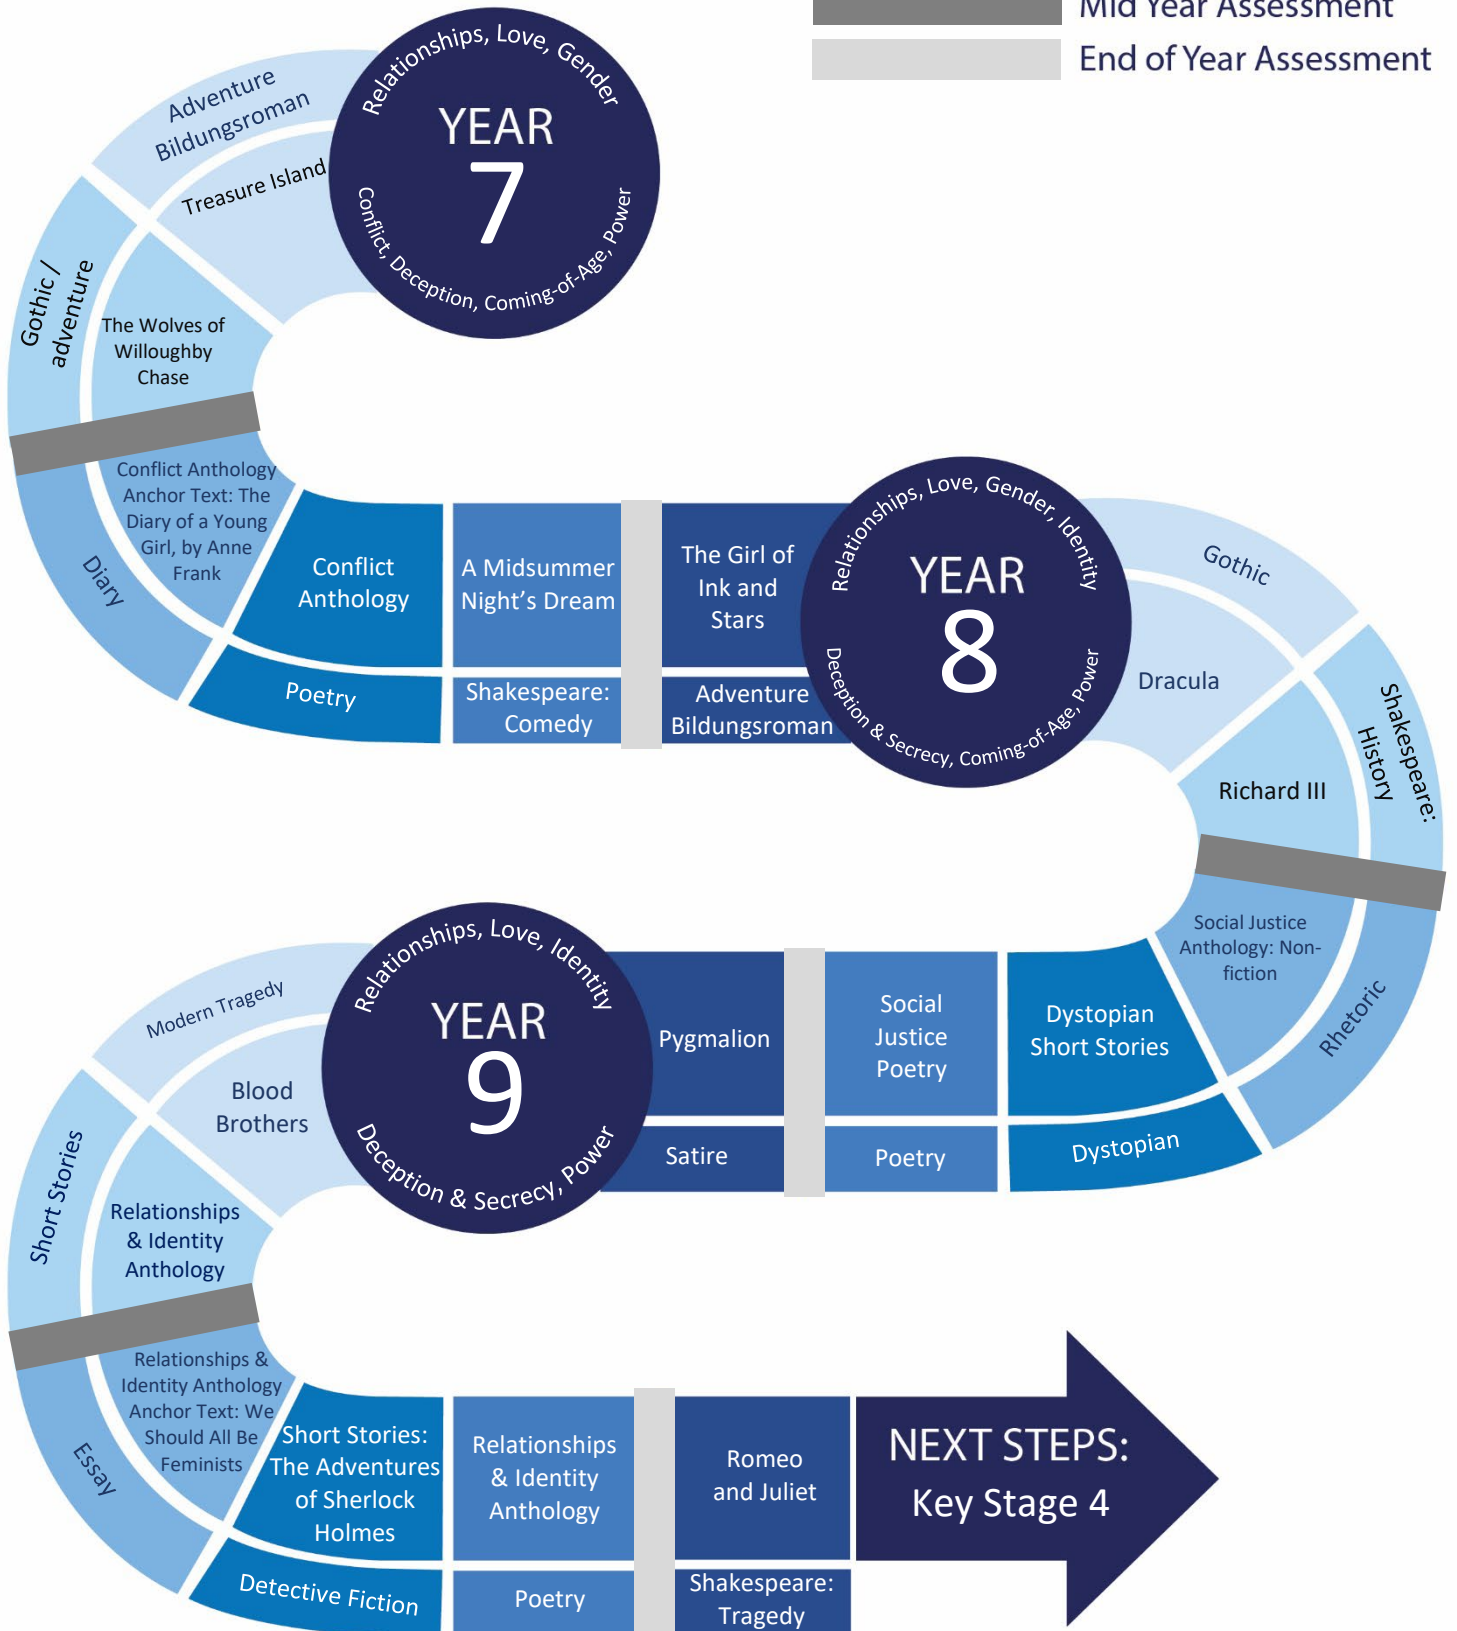 Mid Year Assessment
End of Year Assessment
Relationships, Love, Gender
YEAR
7
Conflict, Deception, Coming-of-Age, Power
Adventure
Bildungsroman
Treasure Island
Gothic /
adventure
The Wolves of
Willoughby
Chase
Conflict Anthology
Anchor Text: The
Diary of a Young
Girl, by Anne
Frank
Diary
Conflict
Anthology
Poetry
A Midsummer
Night’s Dream
Shakespeare:
Comedy
The Girl of
Ink and
Stars
Adventure
Bildungsroman
Relationships, Love, Gender, Identity
YEAR
8
Deception & Secrecy, Coming-of-Age, Power
Gothic
Dracula
Shakespeare:
History
Richard III
Social Justice
Anthology: Non-
fiction
Rhetoric
Dystopian
Short Stories
Dystopian
Social
Justice
Poetry
Poetry
Pygmalion
Satire
Relationships, Love, Identity
YEAR
9
Deception & Secrecy, Power
Modern Tragedy
Blood
Brothers
Short Stories
Relationships
& Identity
Anthology
Relationships &
Identity Anthology
Anchor Text: We
Should All Be
Feminists
Essay
Short Stories:
The Adventures
of Sherlock
Holmes
Detective Fiction
Relationships
& Identity
Anthology
Poetry
Romeo
and Juliet
Shakespeare:
Tragedy
NEXT STEPS:
Key Stage 4